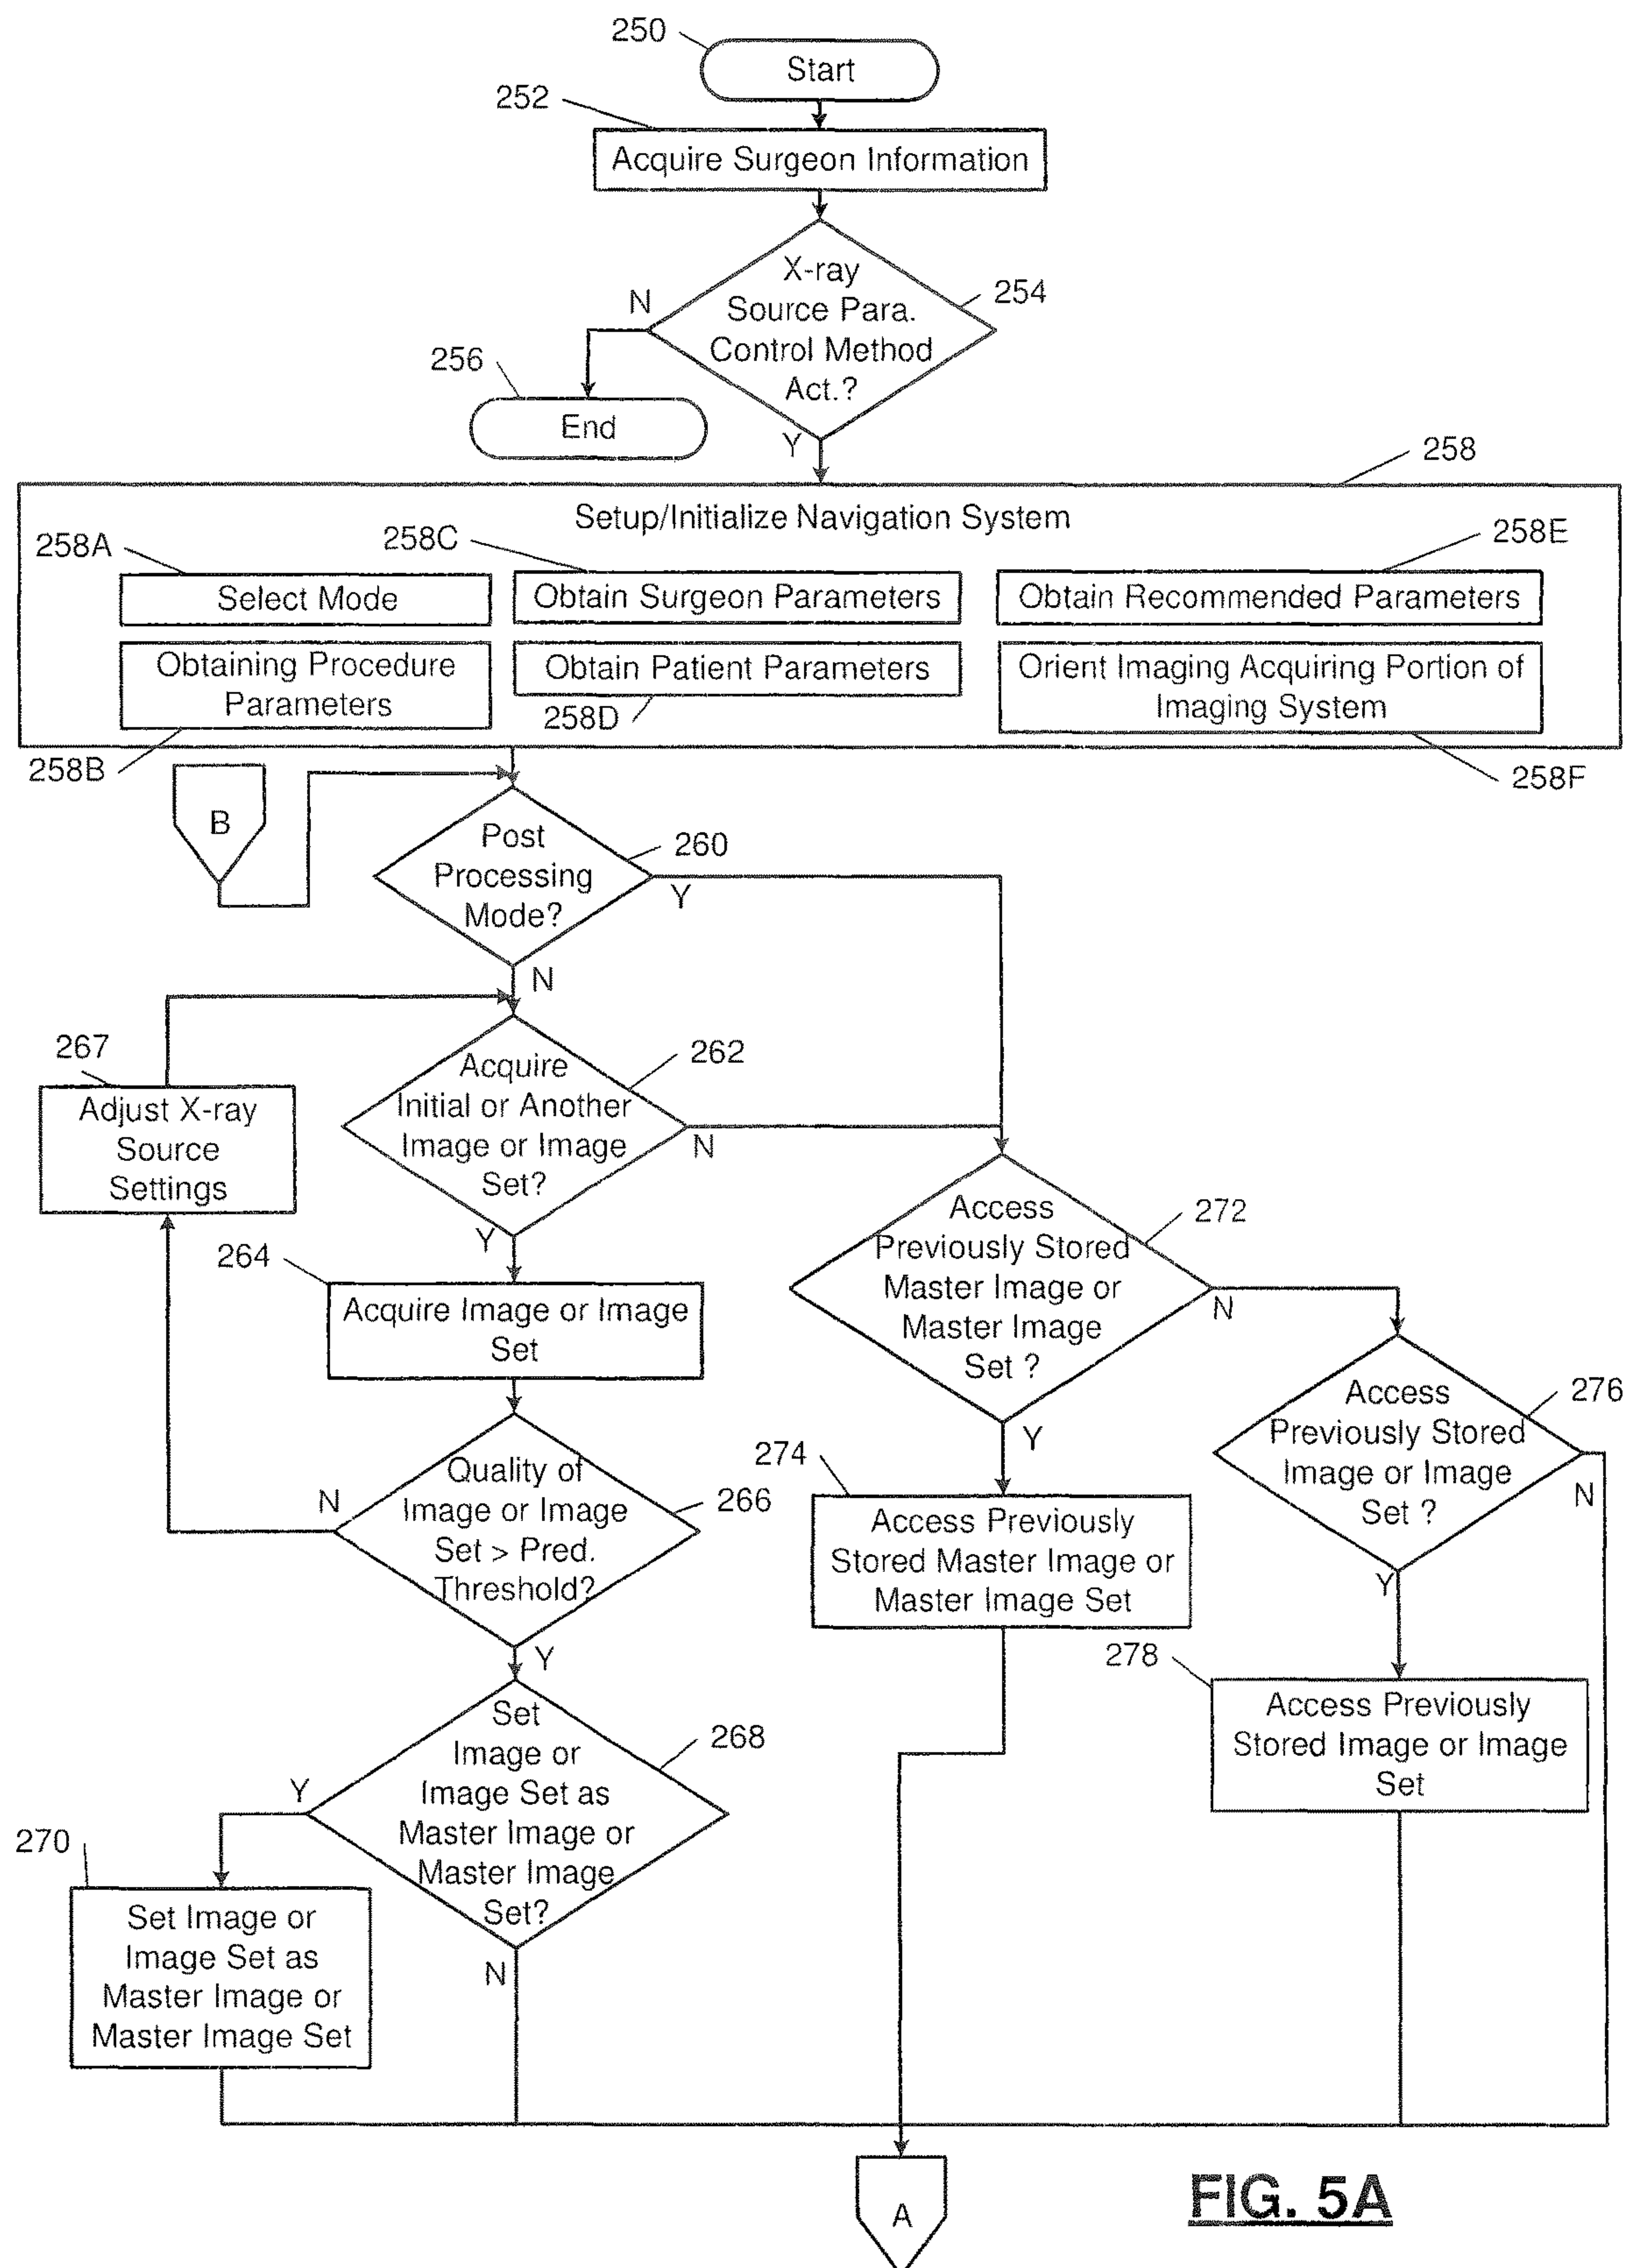 250
Start
252
Acquire Surgeon Information
X-ray
Source Para.
Control Method
Act.?
254
N
256
End
Y
258
Setup/Initialize Navigation System
258A
Select Mode
258C
Obtain Surgeon Parameters
258E
Obtain Recommended Parameters
Obtaining Procedure
Parameters
258B
Obtain Patient Parameters
258D
Orient Imaging Acquiring Portion of
Imaging System
258F
B
Post
Processing
Mode?
260
Y
N
267
Adjust X-ray
Source
Settings
Acquire
Initial or Another
Image or Image
Set?
262
N
Y
264
Acquire Image or Image
Set
Access
Previously Stored
Master Image or
Master Image
Set ?
272
N
Y
Quality of
Image or Image
Set > Pred.
Threshold?
266
N
Y
274
Access Previously
Stored Master Image or
Master Image Set
Access
Previously Stored
Image or Image
Set ?
276
N
Y
278
Access Previously
Stored Image or Image
Set
Set
Image or
Image Set as
Master Image or
Master Image
Set?
268
Y
N
270
Set Image or
Image Set as
Master Image or
Master Image Set
A
FIG. 5A